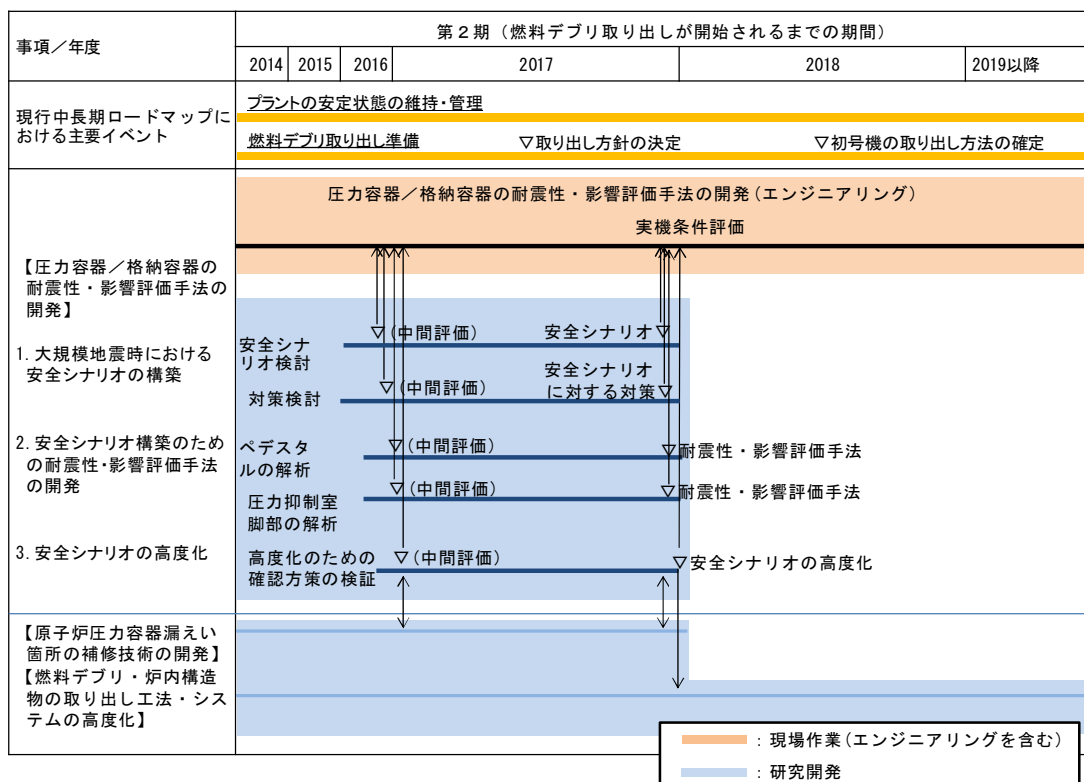 事項／年度
第２期（燃料デブリ取り出しが開始されるまでの期間）
2014 2015 2016 2017 2018 2019以降
現行中長期ロードマップに
おける主要イベント
プラントの安定状態の維持・管理
燃料デブリ取り出し準備 ▽取り出し方針の決定 ▽初号機の取り出し方法の確定
圧力容器／格納容器の耐震性・影響評価手法の開発(エンジニアリング)
実機条件評価
【圧力容器／格納容器の
耐震性・影響評価手法の
開発】
1. 大規模地震時における
安全シナリオの構築
安全シナ
リオ検討
▽(中間評価) 安全シナリオ▽
対策検討
▽(中間評価)
安全シナリオ
に対する対策▽
2. 安全シナリオ構築のため
の耐震性・影響評価手法
の開発
ペデスタ
ルの解析
▽(中間評価) ▽耐震性・影響評価手法
圧力抑制室
脚部の解析
▽(中間評価) ▽耐震性・影響評価手法
3. 安全シナリオの高度化
高度化のための
確認方策の検証
▽(中間評価) ▽安全シナリオの高度化
【原子炉圧力容器漏えい
箇所の補修技術の開発】
【燃料デブリ・炉内構造
物の取り出し工法・シス
テムの高度化】
：現場作業(エンジニアリングを含む)
：研究開発